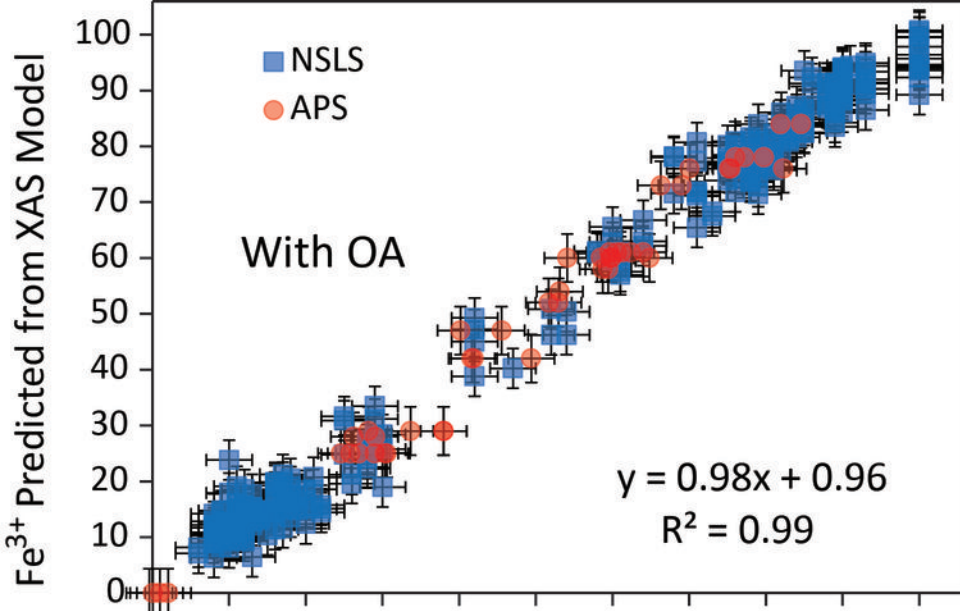 Fe³⁺ Predicted from XAS Model
100
90
80
70
60
50
40
30
20
10
0
NSLS
APS
With OA
y = 0.98x + 0.96
R² = 0.99